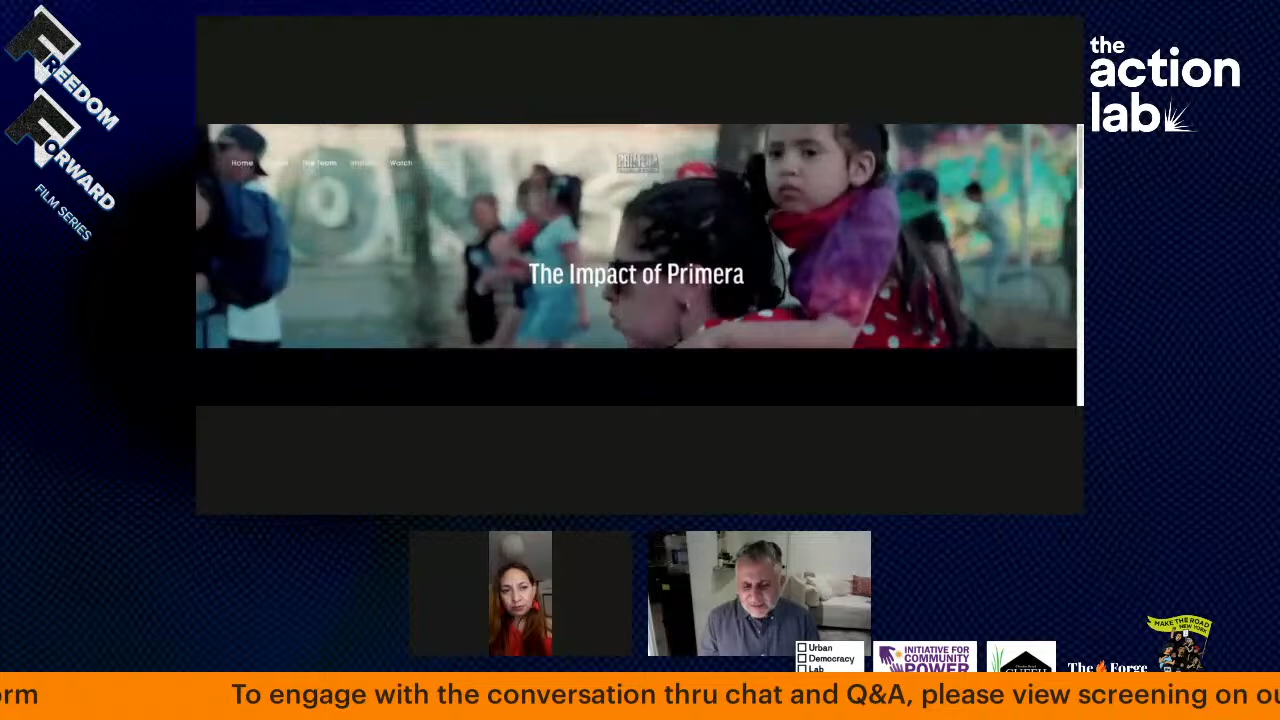 FREEDOM
FORWARD
FILM SERIES
the
action
lab
Home
The Team
Watch
PRIMERA
The Impact of Primera
Urban
Democracy
Lab
INITIATIVE FOR
COMMUNITY
POWER
The Forge
MAKE THE ROAD
NEW YORK
orm To engage with the conversation thru chat and Q&A, please view screening on ou